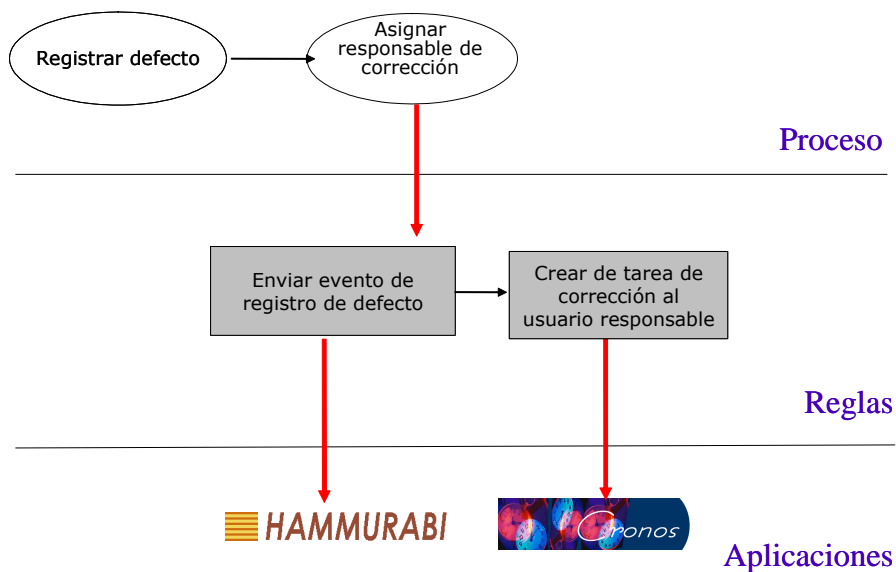 Registrar defecto
Asignar
responsable de
corrección
Proceso
Enviar evento de
registro de defecto
Crear de tarea de
corrección al
usuario responsable
Reglas
HAMMURABI
Cronos
Aplicaciones